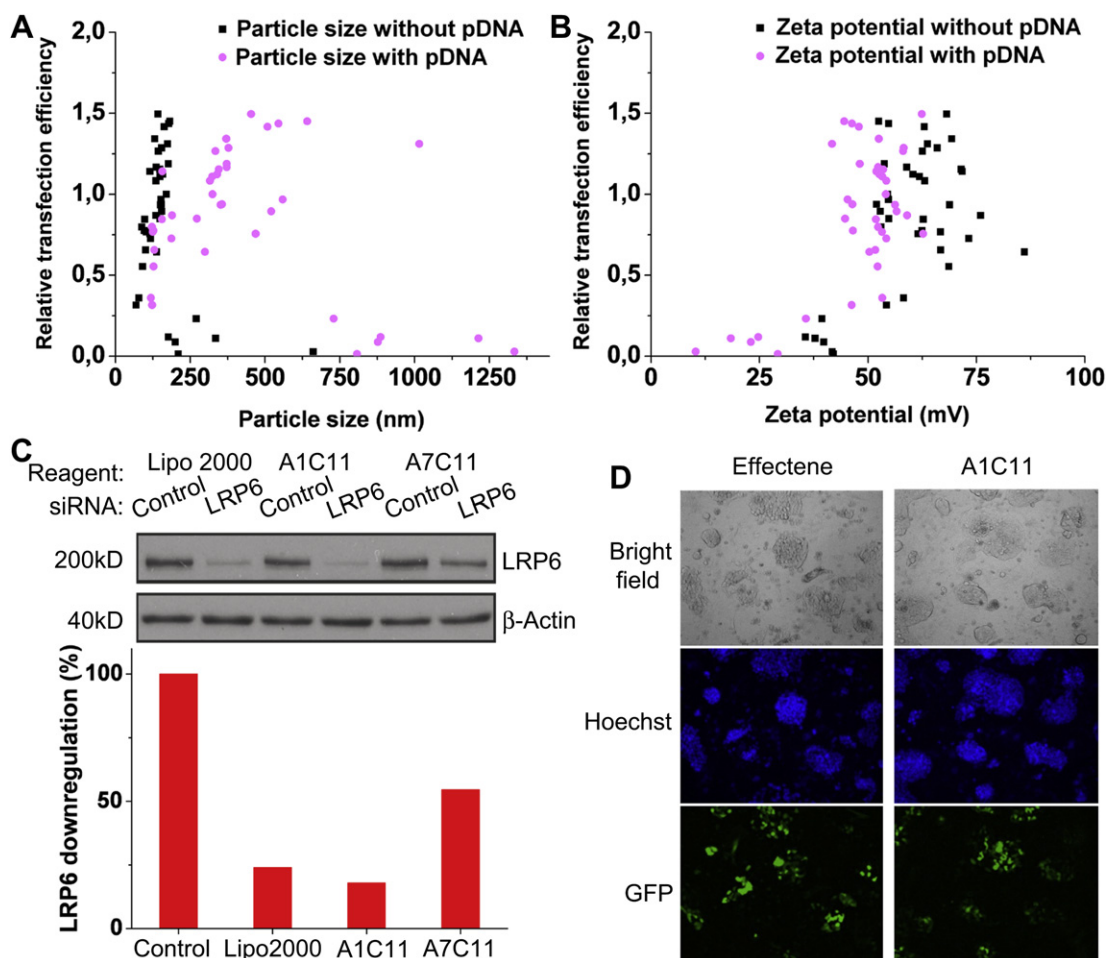 A
Particle size without pDNA
Particle size with pDNA
Relative transfection efficiency
2,0
1,5
1,0
0,5
0,0
0 250 500 750 1000 1250
Particle size (nm)
B
Zeta potential without pDNA
Zeta potential with pDNA
Relative transfection efficiency
2,0
1,5
1,0
0,5
0,0
0 25 50 75 100
Zeta potential (mV)
C
Reagent: Lipo 2000 A1C11 A7C11
siRNA: Control LRP6 Control LRP6 Control LRP6
200kD LRP6
40kD β-Actin
LRP6 downregulation (%)
100
50
0
Control Lipo2000 A1C11 A7C11
D
Effectene A1C11
Bright
field
Hoechst
GFP